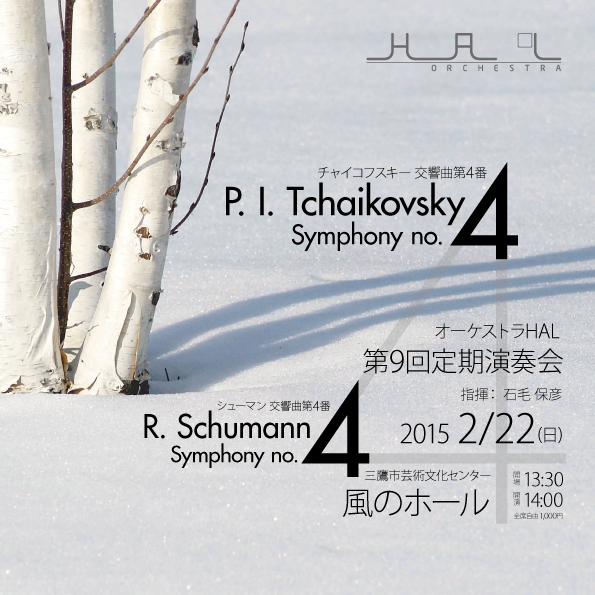 HAL
ORCHESTRA
チャイコフスキー 交響曲第4番
P. I. Tchaikovsky
Symphony no. 4
オーケストラHAL
第9回定期演奏会
指揮： 石毛 保彦
シューマン 交響曲第4番
R. Schumann
Symphony no. 4
2015 2/22(日)
三鷹市芸術文化センター
風のホール
開場 13:30
開演 14:00
全席自由 1,000円